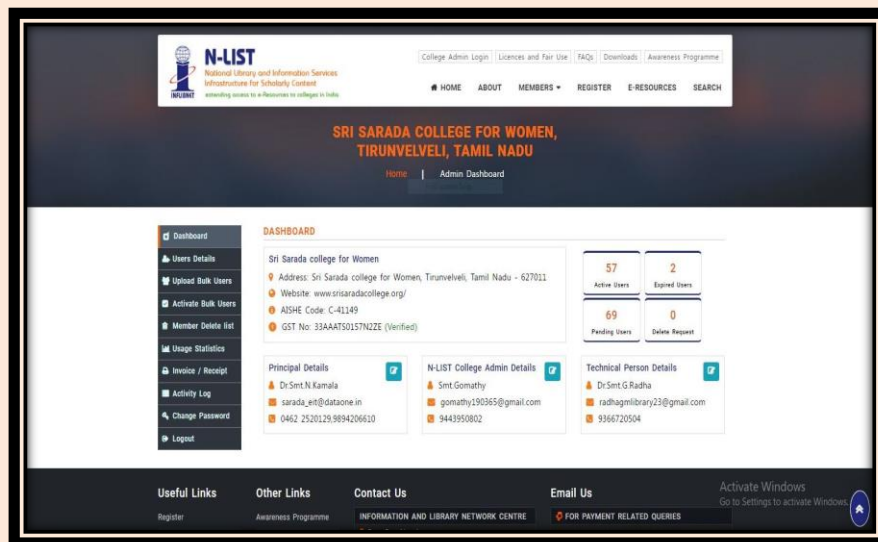 N-LIST
National Library and Information Services
Infrastructure for Scholarly Content
extending access to e-Resources to colleges in India
INFLIBNET
College Admin Login Licences and Fair Use FAQs Downloads Awareness Programme
HOME ABOUT MEMBERS REGISTER E-RESOURCES SEARCH
SRI SARADA COLLEGE FOR WOMEN,
TIRUNVELVELI, TAMIL NADU
Home | Admin Dashboard
Dashboard
Users Details
Upload Bulk Users
Activate Bulk Users
Member Delete list
Usage Statistics
Invoice / Receipt
Activity Log
Change Password
Logout
DASHBOARD
Sri Sarada college for Women
Address: Sri Sarada college for Women, Tirunvelveli, Tamil Nadu - 627011
Website: www.srisaradacollege.org/
AISHE Code: C-41149
GST No: 33AAATS0157N2ZE (Verified)
57
Active Users
2
Expired Users
69
Pending Users
0
Delete Request
Principal Details
Dr.Smt.N.Kamala
sarada_eit@dataone.in
0462 2520129,9894206610
N-LIST College Admin Details
Smt.Gomathy
gomathy190365@gmail.com
9443950802
Technical Person Details
Dr.Smt.G.Radha
radhagmlibrary23@gmail.com
9366720504
Useful Links
Register
Other Links
Awareness Programme
Contact Us
INFORMATION AND LIBRARY NETWORK CENTRE
Email Us
FOR PAYMENT RELATED QUERIES
Activate Windows
Go to Settings to activate Windows.